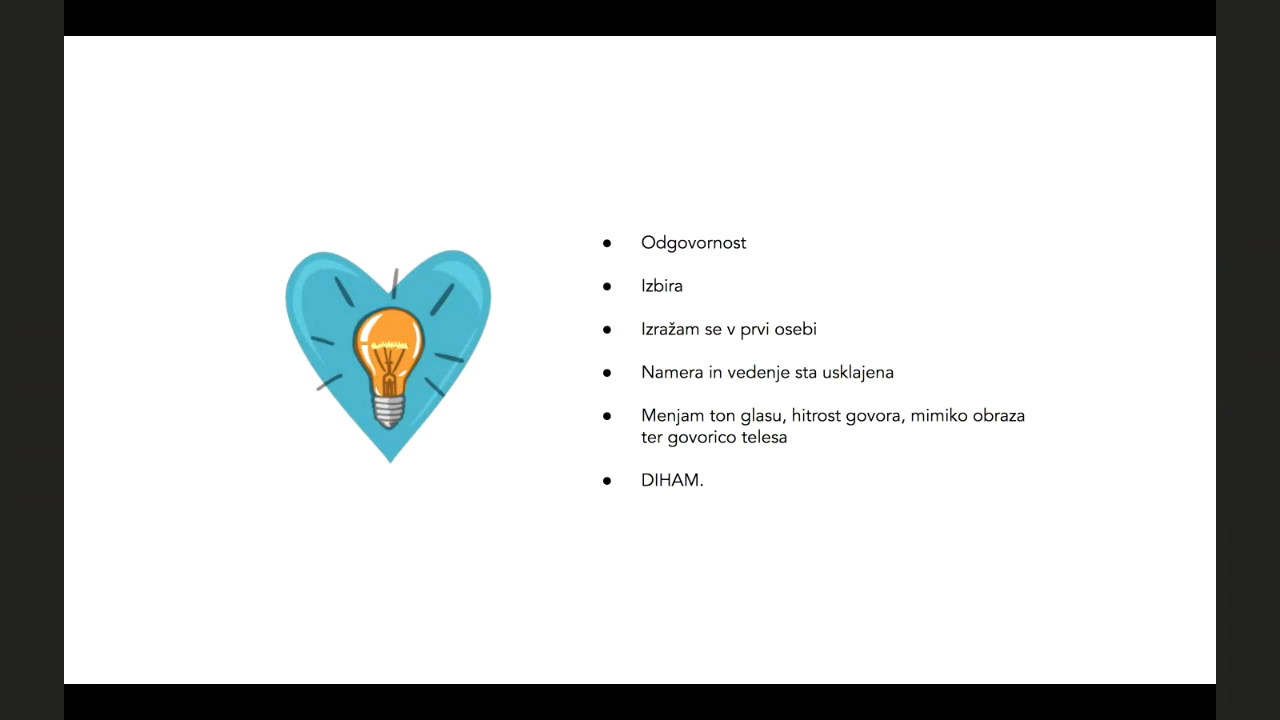 ● Odgovornost
● Izbira
● Izražam se v prvi osebi
● Namera in vedenje sta usklajena
● Menjam ton glasu, hitrost govora, mimiko obraza
ter govorico telesa
● DIHAM.